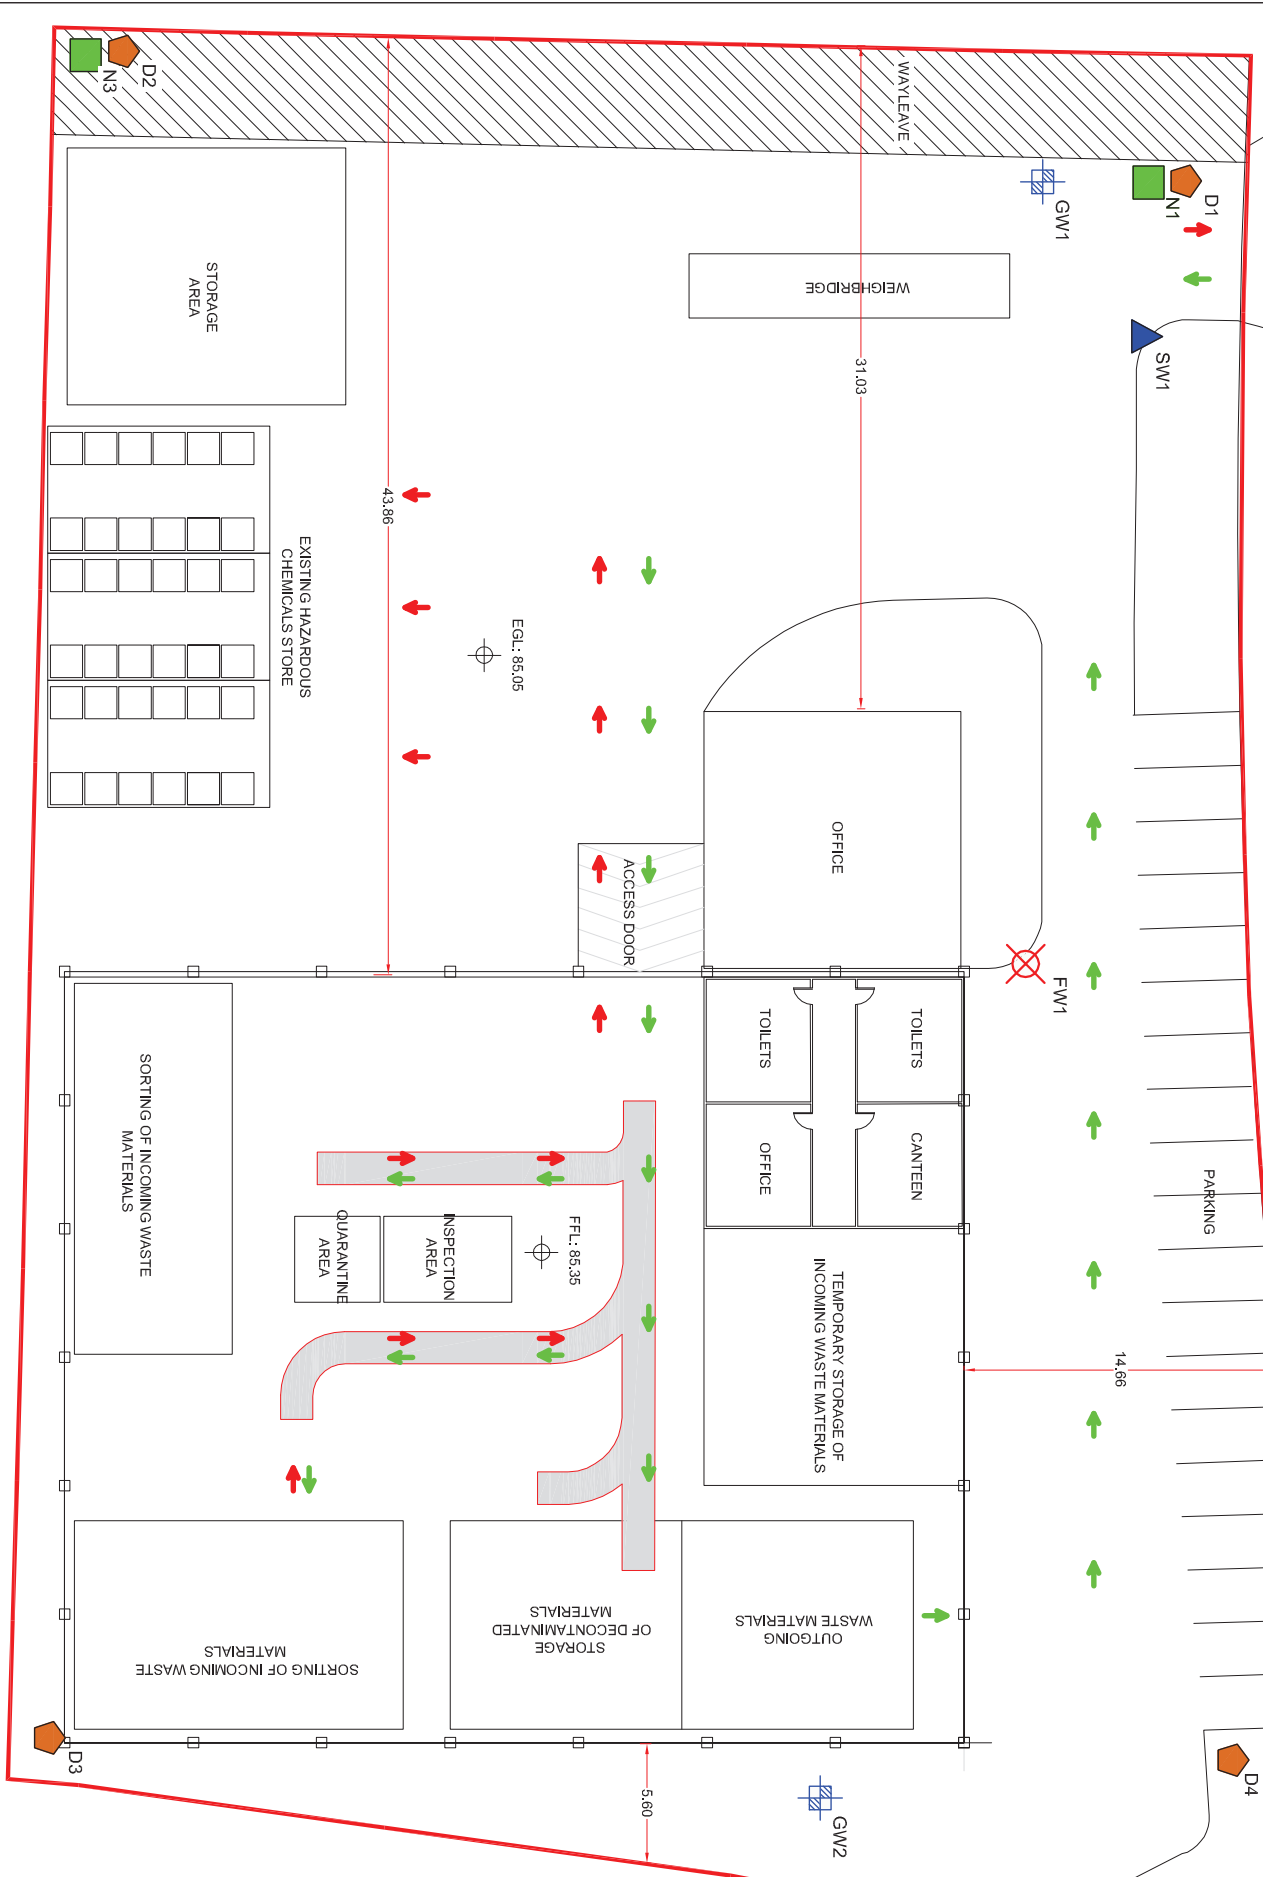 D2
N3
WAYLEAVE
D1
N1
GW1
SW1
STORAGE
AREA
WEIGHBRIDGE
31.03
43.86
EXISTING HAZARDOUS
CHEMICALS STORE
EGL: 85.05
OFFICE
ACCESS DOOR
FW1
TOILETS
TOILETS
OFFICE
CANTEEN
PARKING
SORTING OF INCOMING WASTE
MATERIALS
QUARANTINE
AREA
INSPECTION
AREA
FFL: 85.35
TEMPORARY STORAGE OF
INCOMING WASTE MATERIALS
14.66
SORTING OF INCOMING WASTE
MATERIALS
STORAGE
OF DECONTAMINATED
MATERIALS
OUTGOING
WASTE MATERIALS
D3
5.60
GW2
D4